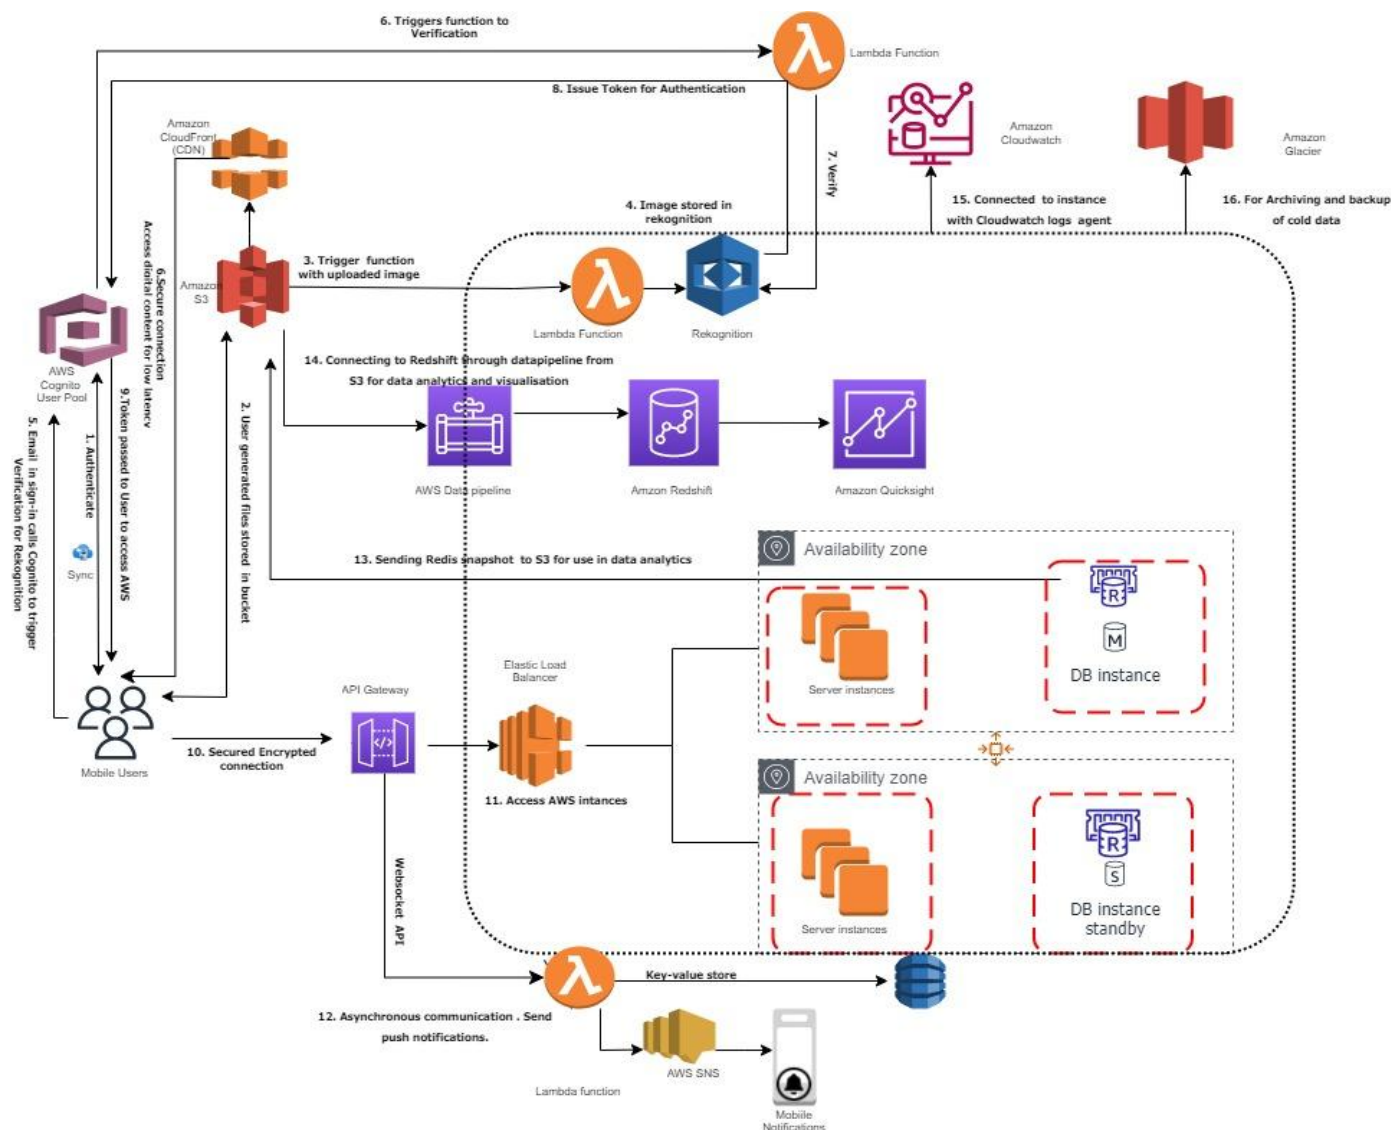 6. Triggers function to
Verification
Lambda Function
8. Issue Token for Authentication
Amazon
CloudFront
(CDN)
Amazon
Cloudwatch
Amazon
Glacier
7. Verify
4. Image stored in
rekognition
15. Connected to instance
with Cloudwatch logs agent
16. For Archiving and backup
of cold data
6.Secure connection
Access digital content for low latency
3. Trigger function
with uploaded image
Amazon
S3
Lambda Function
Rekognition
AWS
Cognito
User Pool
14. Connecting to Redshift through datapipeline from
S3 for data analytics and visualisation
AWS Data pipeline
Amzon Redshift
Amazon Quicksight
5. Email in sign-in calls Cognito to trigger
Verification for Rekognition
1. Authenticate
9.Token passed to User to access AWS
2. User generated files stored in bucket
Sync
13. Sending Redis snapshot to S3 for use in data analytics
Availability zone
R
M
DB instance
Server instances
Elastic Load
Balancer
API Gateway
Mobile Users
10. Secured Encrypted
connection
</>
11. Access AWS intances
Availability zone
R
S
DB instance
standby
Server instances
Websocket API
Key-value store
12. Asynchronous communication . Send
push notifications.
AWS SNS
Lambda function
Mobiile
Notifications